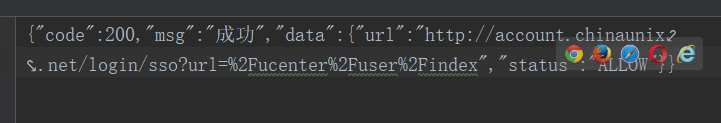 {"code":200,"msg":"成功","data":{"url":"http://account.chinaunix
.net/login/sso?url=%2Fucenter%2Fuser%2Findex","status":"ALLOW"}}